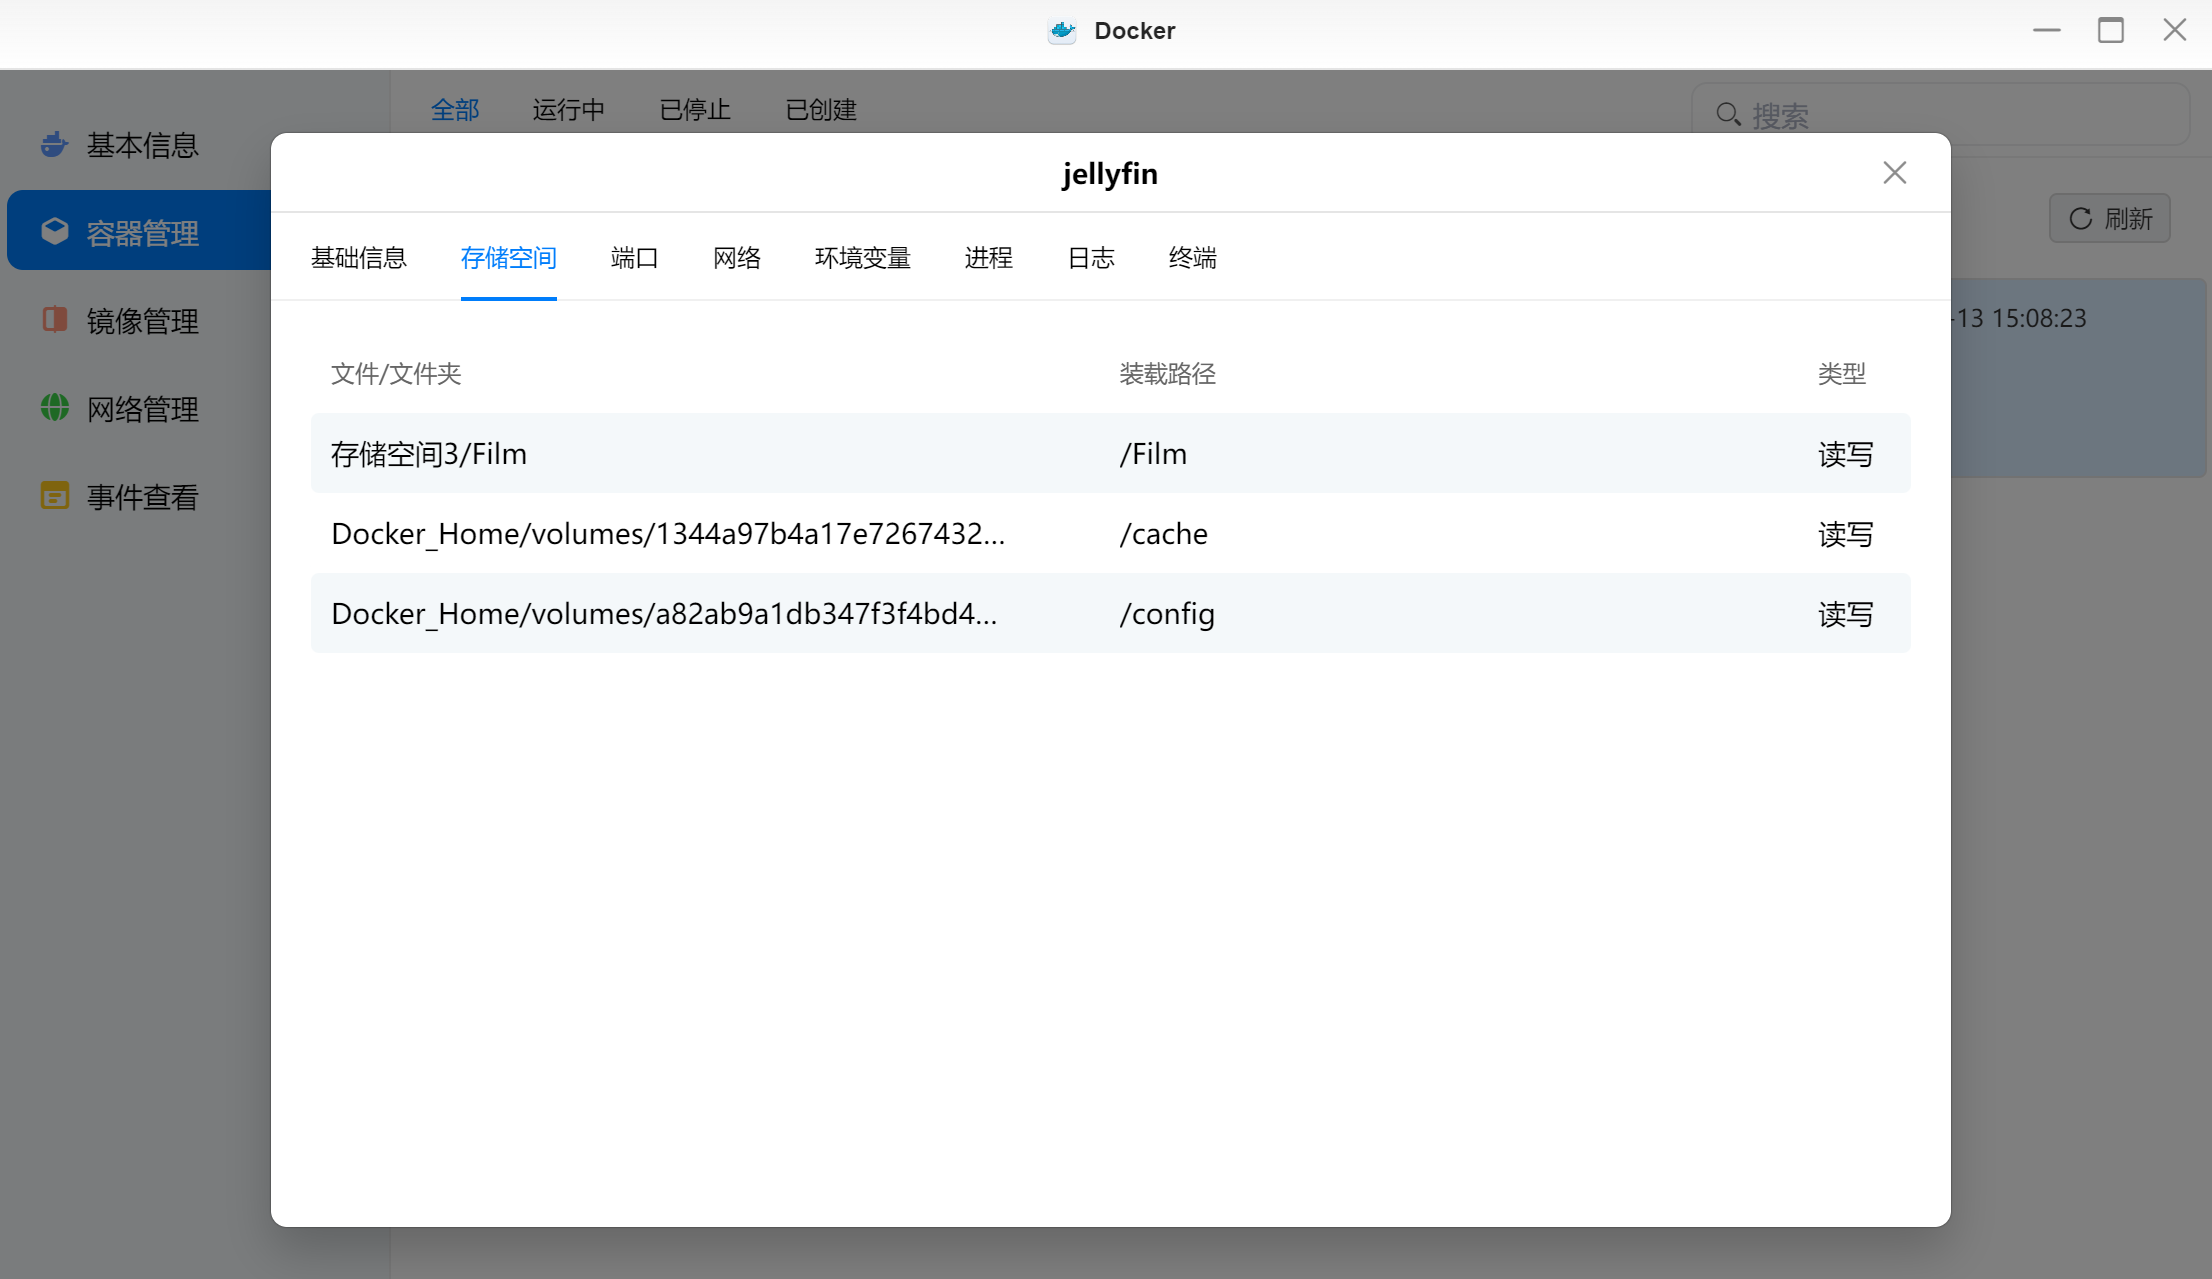 Docker
全部 运行中 已停止 已创建
搜索
基本信息
容器管理
镜像管理
网络管理
事件查看
刷新
-13 15:08:23
jellyfin
基础信息 存储空间 端口 网络 环境变量 进程 日志 终端
文件/文件夹 装载路径 类型
存储空间3/Film /Film 读写
Docker_Home/volumes/1344a97b4a17e7267432... /cache 读写
Docker_Home/volumes/a82ab9a1db347f3f4bd4... /config 读写